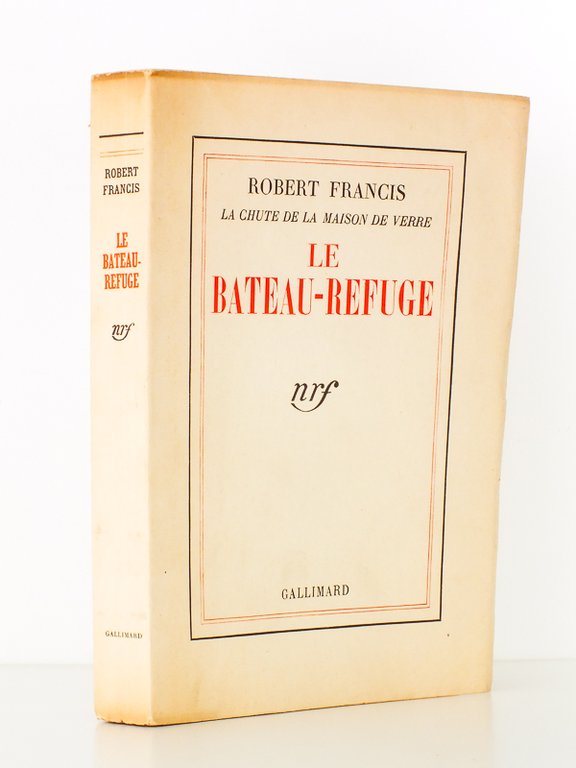 ROBERT
FRANCIS
LE
BATEAU-
REFUGE
nrf
GALLIMARD
ROBERT FRANCIS
LA CHUTE DE LA MAISON DE VERRE
LE
BATEAU-REFUGE
nrf
GALLIMARD